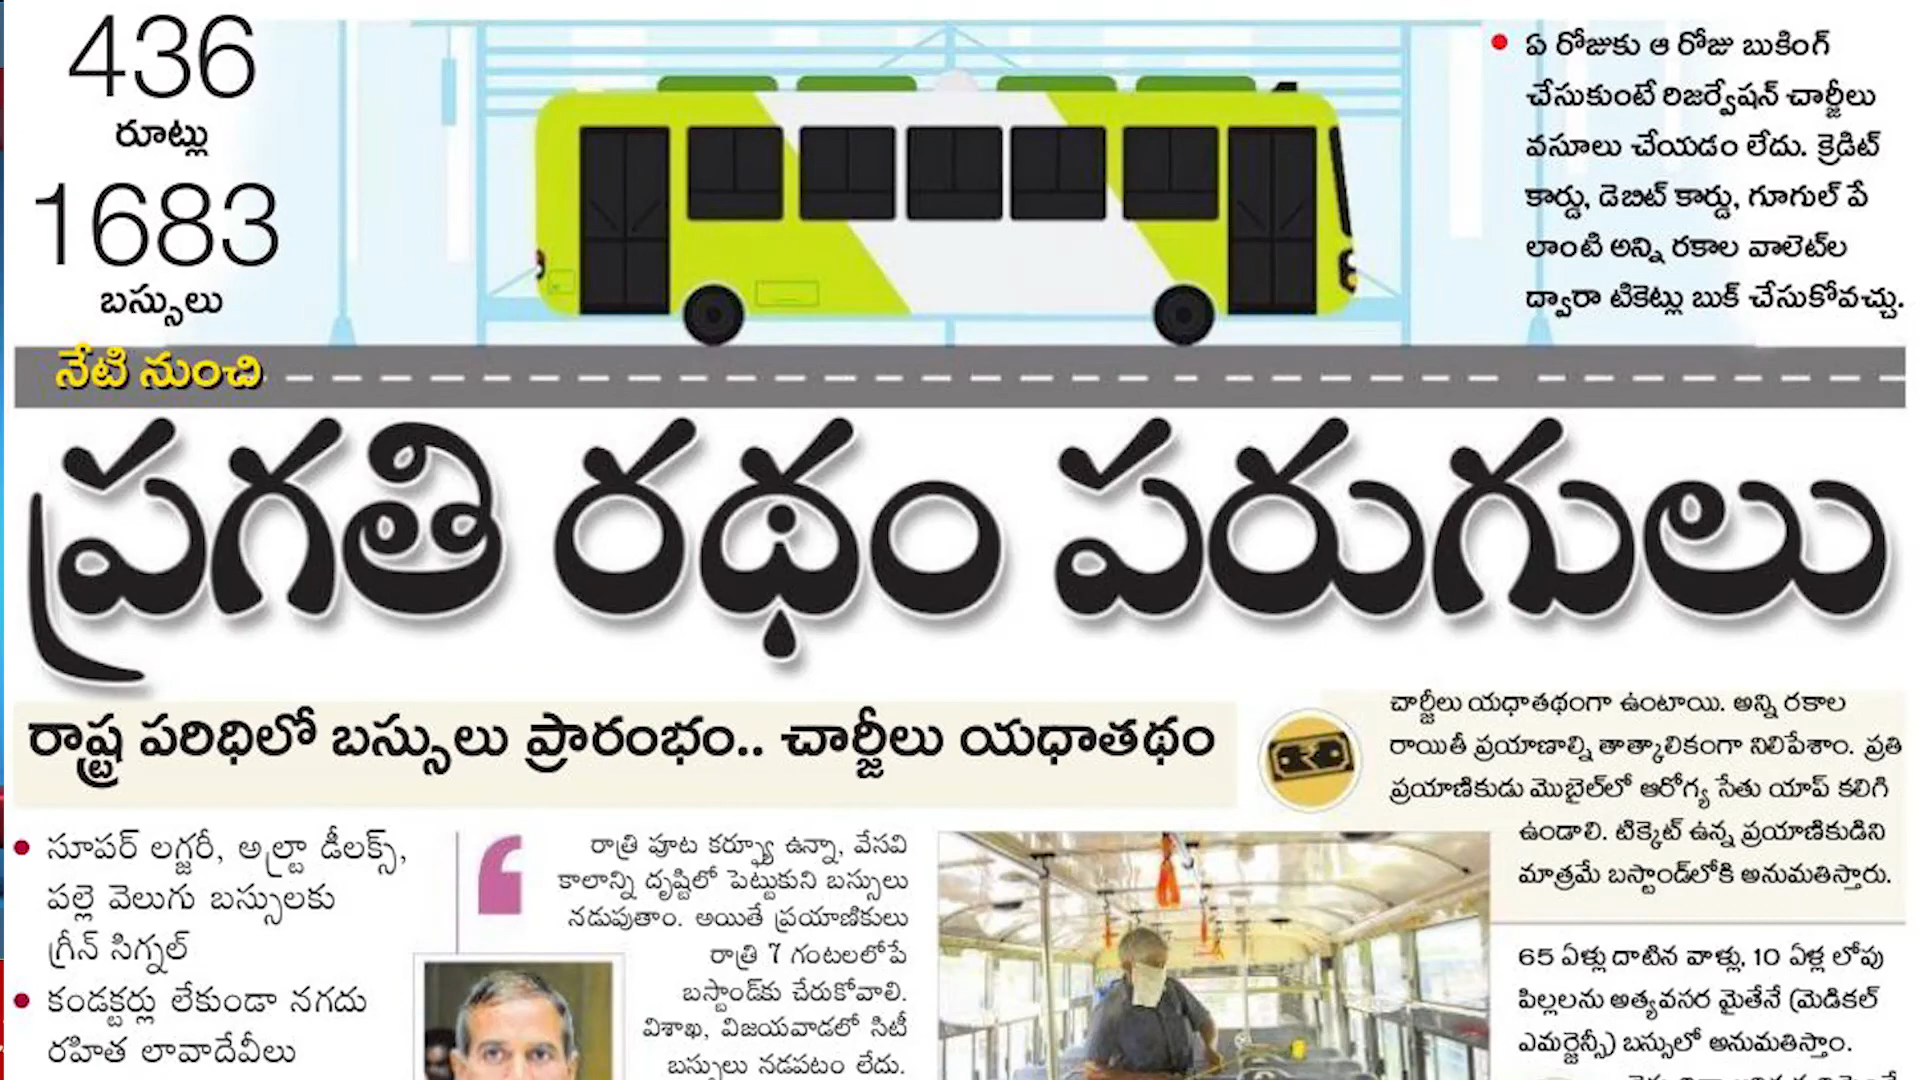 436
రూట్లు
1683
బస్సులు
• ఏ రోజుకు ఆ రోజు బుకింగ్
చేసుకుంటే రిజర్వేషన్ చార్జీలు
వసూలు చేయడం లేదు. క్రెడిట్
కార్డు, డెబిట్ కార్డు, గూగుల్ పే
లాంటి అన్ని రకాల వాలెట్‌ల
ద్వారా టికెట్లు బుక్ చేసుకోవచ్చు.
నేటి నుంచి
ప్రగతి రథం పరుగులు
రాష్ట్ర పరిధిలో బస్సులు ప్రారంభం.. చార్జీలు యధాతథం
• సూపర్ లగ్జరీ, అల్ట్రా డీలక్స్,
పల్లె వెలుగు బస్సులకు
గ్రీన్ సిగ్నల్
• కండక్టర్లు లేకుండా నగదు
రహిత లావాదేవీలు
రాత్రి పూట కర్ఫ్యూ ఉన్నా, వేసవి
కాలాన్ని దృష్టిలో పెట్టుకుని బస్సులు
నడుపుతాం. అయితే ప్రయాణికులు
రాత్రి 7 గంటలలోపే
బస్టాండ్‌కు చేరుకోవాలి.
విశాఖ, విజయవాడలో సిటీ
బస్సులు నడపటం లేదు.
చార్జీలు యధాతథంగా ఉంటాయి. అన్ని రకాల
రాయితీ ప్రయాణాల్ని తాత్కాలికంగా నిలిపేశాం. ప్రతి
ప్రయాణికుడు మొబైల్‌లో ఆరోగ్య సేతు యాప్ కలిగి
ఉండాలి. టిక్కెట్ ఉన్న ప్రయాణికుడిని
మాత్రమే బస్టాండ్‌లోకి అనుమతిస్తారు.
65 ఏళ్లు దాటిన వాళ్లు, 10 ఏళ్ల లోపు
పిల్లలను అత్యవసర మైతేనే (మెడికల్
ఎమర్జెన్సీ) బస్సులో అనుమతిస్తాం.